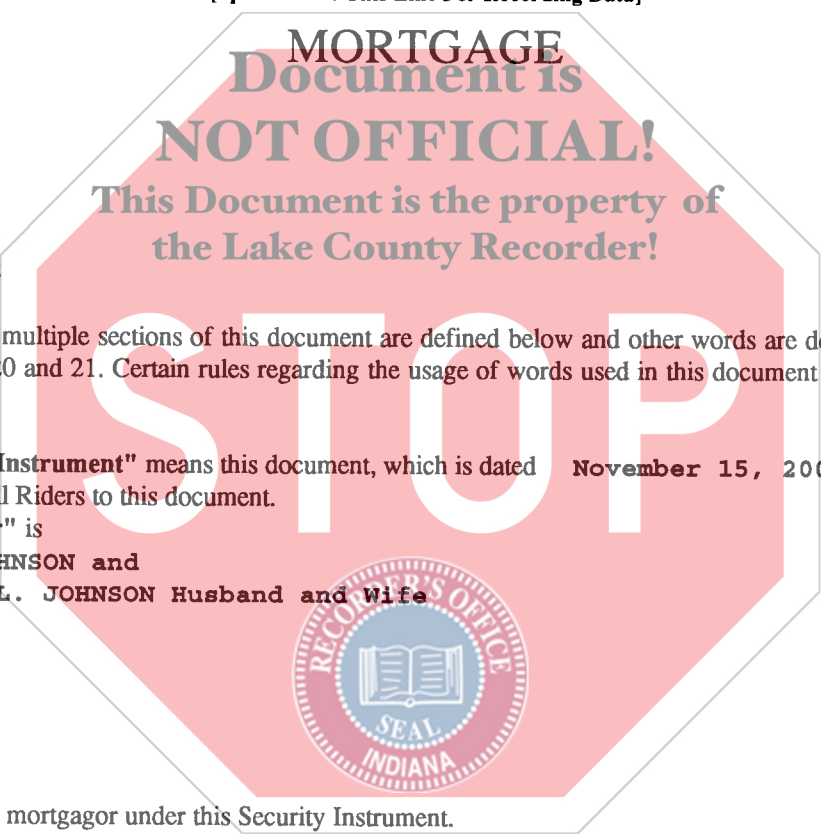 MORTGAGE
Document is
NOT OFFICIAL!
This Document is the property of
the Lake County Recorder!
multiple sections of this document are defined below and other words are
0 and 21. Certain rules regarding the usage of words used in this document
Instrument" means this document, which is dated November 15, 200
l Riders to this document.
" is
HNSON and
L. JOHNSON Husband and Wife
STOP
RECORDER'S OFFICE
SEAL
INDIANA
mortgagor under this Security Instrument.